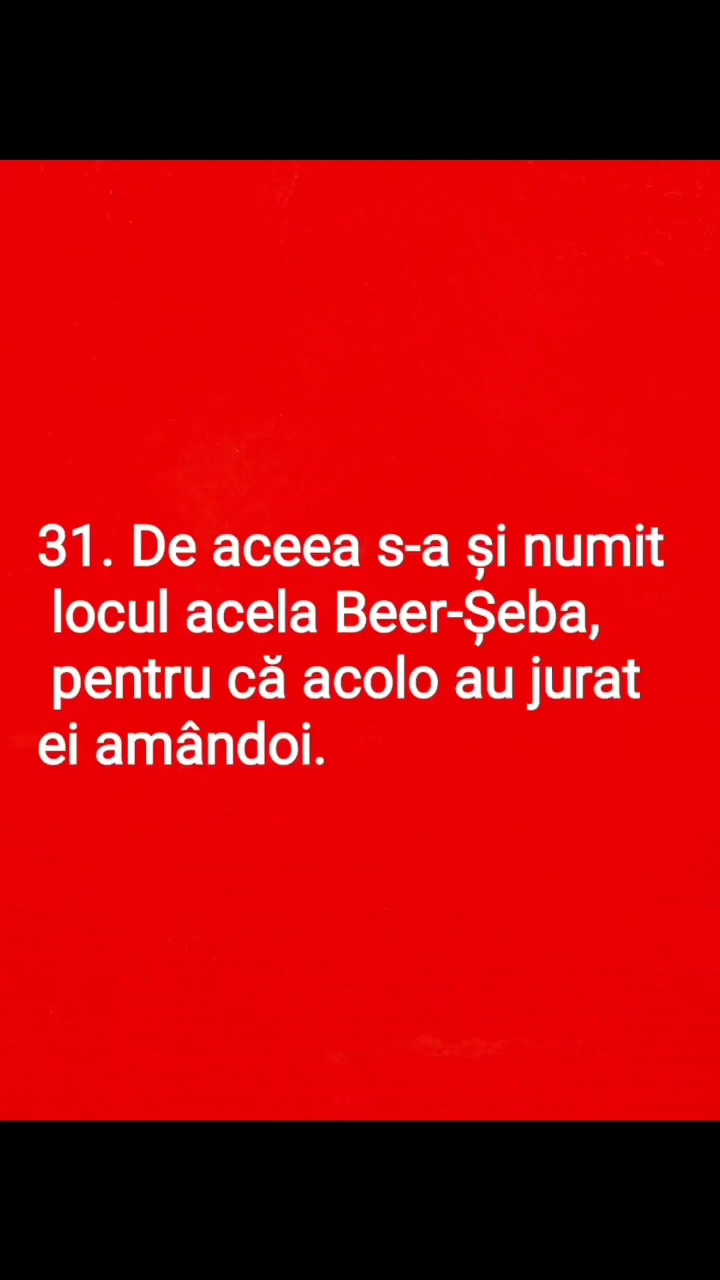 31. De aceea s-a și numit
locul acela Beer-Șeba,
pentru că acolo au jurat
ei amândoi.